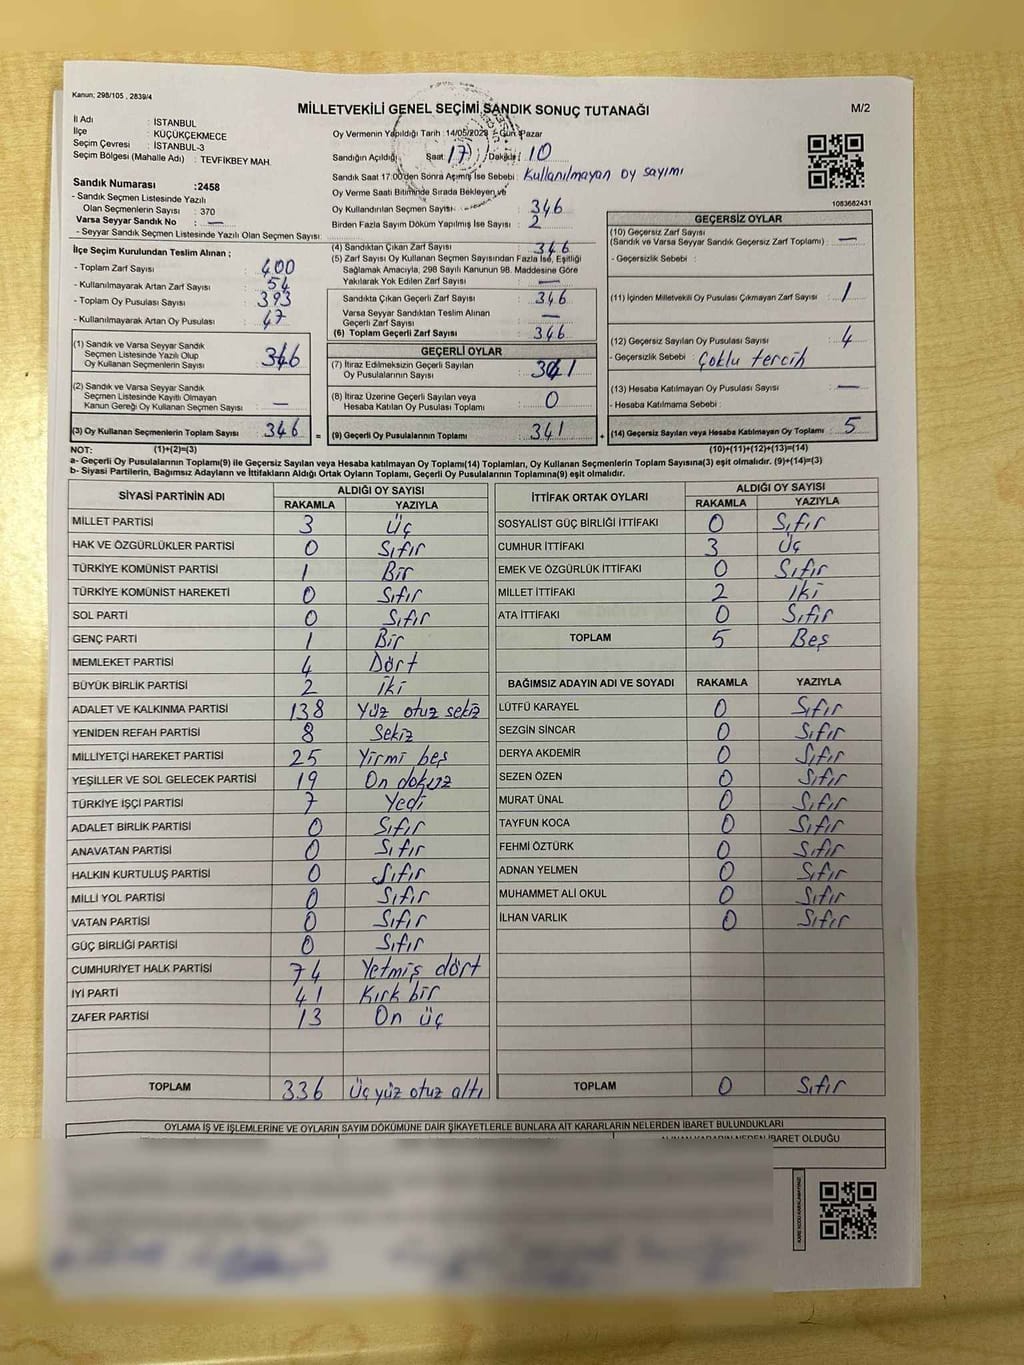 Kanun; 298/105 , 2839/4
MİLLETVEKİLİ GENEL SEÇİMİ SANDIK SONUÇ TUTANAĞI
M/2
İl Adı : İSTANBUL
İlçe : KÜÇÜKÇEKMECE
Seçim Çevresi : İSTANBUL-3
Seçim Bölgesi (Mahalle Adı) : TEVFİKBEY MAH.
Sandık Numarası :2458
- Sandık Seçmen Listesinde Yazılı
Olan Seçmenlerin Sayısı : 370
Varsa Seyyar Sandık No : —
- Seyyar Sandık Seçmen Listesinde Yazılı Olan Seçmen Sayısı:
İlçe Seçim Kurulundan Teslim Alınan ;
- Toplam Zarf Sayısı : 400
- Kullanılmayarak Artan Zarf Sayısı : 54
- Toplam Oy Pusulası Sayısı : 393
- Kullanılmayarak Artan Oy Pusulası : 47
(1) Sandık ve Varsa Seyyar Sandık
Seçmen Listesinde Yazılı Olup
Oy Kullanan Seçmenlerin Sayısı : 346
(2) Sandık ve Varsa Seyyar Sandık
Seçmen Listesinde Kayıtlı Olmayan
Kanun Gereği Oy Kullanan Seçmen Sayısı : —
(3) Oy Kullanan Seçmenlerin Toplam Sayısı : 346 =
Oy Vermenin Yapıldığı Tarih : 14/05/2023 - Gün : Pazar
Sandığın Açıldığı Saat: 17 Dakika: 10
Sandık Saat 17:00'den Sonra Açılmış İse Sebebi : Kullanılmayan oy sayımı
Oy Verme Saati Bitiminde Sırada Bekleyen ve
Oy Kullandırılan Seçmen Sayısı : 346
Birden Fazla Sayım Döküm Yapılmış İse Sayısı : 2
(4) Sandıktan Çıkan Zarf Sayısı : 346
(5) Zarf Sayısı Oy Kullanan Seçmen Sayısından Fazla İse, Eşitliği
Sağlamak Amacıyla, 298 Sayılı Kanunun 98. Maddesine Göre
Yakılarak Yok Edilen Zarf Sayısı : —
Sandıkta Çıkan Geçerli Zarf Sayısı : 346
Varsa Seyyar Sandıktan Teslim Alınan
Geçerli Zarf Sayısı : —
(6) Toplam Geçerli Zarf Sayısı : 346
GEÇERLİ OYLAR
(7) İtiraz Edilmeksizin Geçerli Sayılan
Oy Pusulalarının Sayısı : 341
(8) İtiraz Üzerine Geçerli Sayılan veya
Hesaba Katılan Oy Pusulası Toplamı : 0
(9) Geçerli Oy Pusulalarının Toplamı : 341 +
1083682431
GEÇERSİZ OYLAR
(10) Geçersiz Zarf Sayısı
(Sandık ve Varsa Seyyar Sandık Geçersiz Zarf Toplamı) : —
- Geçersizlik Sebebi :
(11) İçinden Milletvekili Oy Pusulası Çıkmayan Zarf Sayısı : 1
(12) Geçersiz Sayılan Oy Pusulası Sayısı : 4
- Geçersizlik Sebebi : Çoklu tercih
(13) Hesaba Katılmayan Oy Pusulası Sayısı : —
- Hesaba Katılmama Sebebi :
(14) Geçersiz Sayılan veya Hesaba Katılmayan Oy Toplamı : 5
NOT: (1)+(2)=(3) (10)+(11)+(12)+(13)=(14)
a- Geçerli Oy Pusulalarının Toplamı(9) ile Geçersiz Sayılan veya Hesaba katılmayan Oy Toplamı(14) Toplamları, Oy Kullanan Seçmenlerin Toplam Sayısına(3) eşit olmalıdır. (9)+(14)=(3)
b- Siyasi Partilerin, Bağımsız Adayların ve İttifakların Aldığı Ortak Oyların Toplamı, Geçerli Oy Pusulalarının Toplamına(9) eşit olmalıdır.
SİYASİ PARTİNİN ADI ALDIĞI OY SAYISI
RAKAMLA YAZIYLA
MİLLET PARTİSİ 3 Üç
HAK VE ÖZGÜRLÜKLER PARTİSİ 0 Sıfır
TÜRKİYE KOMÜNİST PARTİSİ 1 Bir
TÜRKİYE KOMÜNİST HAREKETİ 0 Sıfır
SOL PARTİ 0 Sıfır
GENÇ PARTİ 1 Bir
MEMLEKET PARTİSİ 4 Dört
BÜYÜK BİRLİK PARTİSİ 2 İki
ADALET VE KALKINMA PARTİSİ 138 Yüz otuz sekiz
YENİDEN REFAH PARTİSİ 8 Sekiz
MİLLİYETÇİ HAREKET PARTİSİ 25 Yirmi beş
YEŞİLLER VE SOL GELECEK PARTİSİ 19 On dokuz
TÜRKİYE İŞÇİ PARTİSİ 7 Yedi
ADALET BİRLİK PARTİSİ 0 Sıfır
ANAVATAN PARTİSİ 0 Sıfır
HALKIN KURTULUŞ PARTİSİ 0 Sıfır
MİLLİ YOL PARTİSİ 0 Sıfır
VATAN PARTİSİ 0 Sıfır
GÜÇ BİRLİĞİ PARTİSİ 0 Sıfır
CUMHURİYET HALK PARTİSİ 74 Yetmiş dört
İYİ PARTİ 41 Kırk bir
ZAFER PARTİSİ 13 On üç
TOPLAM 336 Üç yüz otuz altı
İTTİFAK ORTAK OYLARI ALDIĞI OY SAYISI
RAKAMLA YAZIYLA
SOSYALİST GÜÇ BİRLİĞİ İTTİFAKI 0 Sıfır
CUMHUR İTTİFAKI 3 Üç
EMEK VE ÖZGÜRLÜK İTTİFAKI 0 Sıfır
MİLLET İTTİFAKI 2 İki
ATA İTTİFAKI 0 Sıfır
TOPLAM 5 Beş
BAĞIMSIZ ADAYIN ADI VE SOYADI RAKAMLA YAZIYLA
LÜTFÜ KARAYEL 0 Sıfır
SEZGİN SİNCAR 0 Sıfır
DERYA AKDEMİR 0 Sıfır
SEZEN ÖZEN 0 Sıfır
MURAT ÜNAL 0 Sıfır
TAYFUN KOCA 0 Sıfır
FEHMİ ÖZTÜRK 0 Sıfır
ADNAN YELMEN 0 Sıfır
MUHAMMET ALİ OKUL 0 Sıfır
İLHAN VARLIK 0 Sıfır
TOPLAM 0 Sıfır
OYLAMA İŞ VE İŞLEMLERİNE VE OYLARIN SAYIM DÖKÜMÜNE DAİR ŞİKAYETLERLE BUNLARA AİT KARARLARIN NELERDEN İBARET BULUNDUKLARI
ALINAN KARARIN NEDEN İBARET OLDUĞU
KARE KODU KARALAMAYINIZ